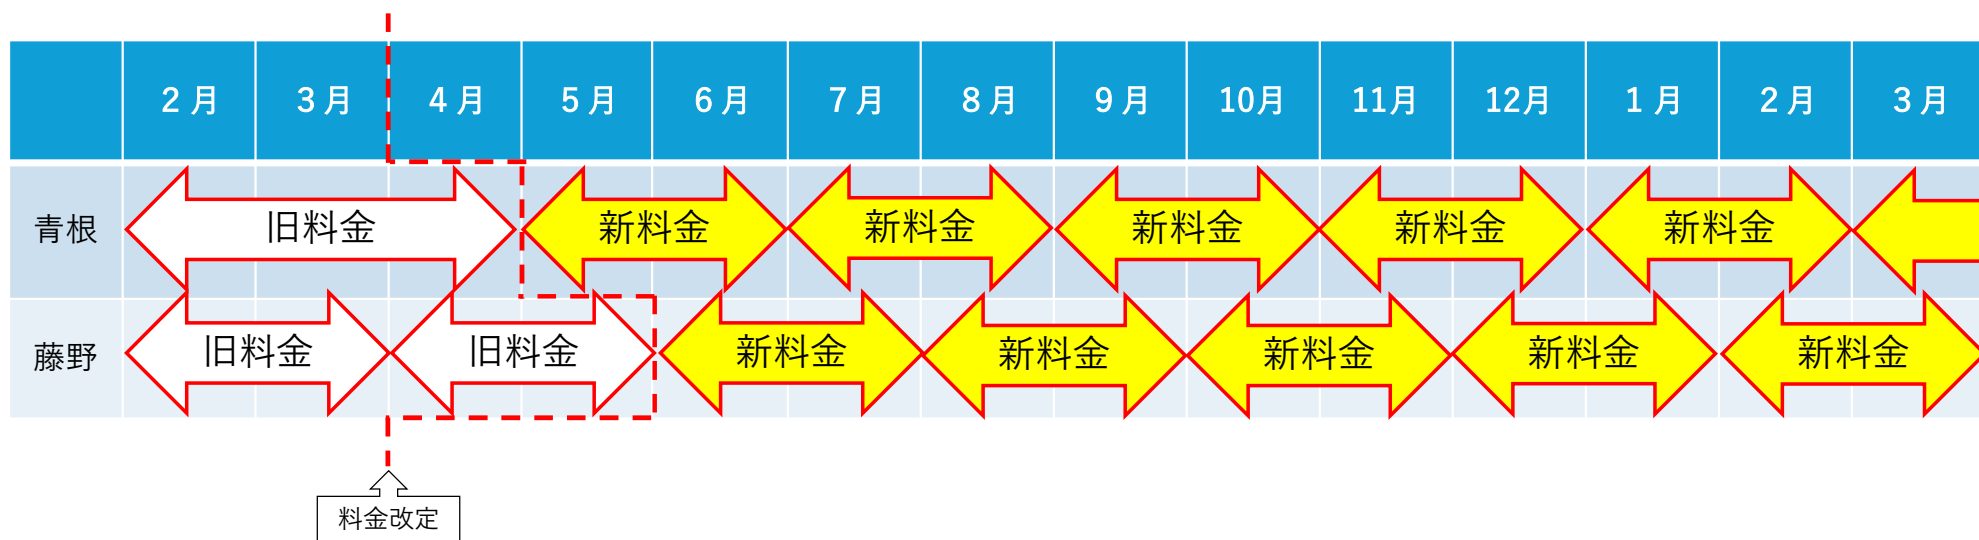 2月 3月 4月 5月 6月 7月 8月 9月 10月 11月 12月 1月 2月 3月
青根 旧料金 新料金 新料金 新料金 新料金 新料金
藤野 旧料金 旧料金 新料金 新料金 新料金 新料金 新料金
料金改定